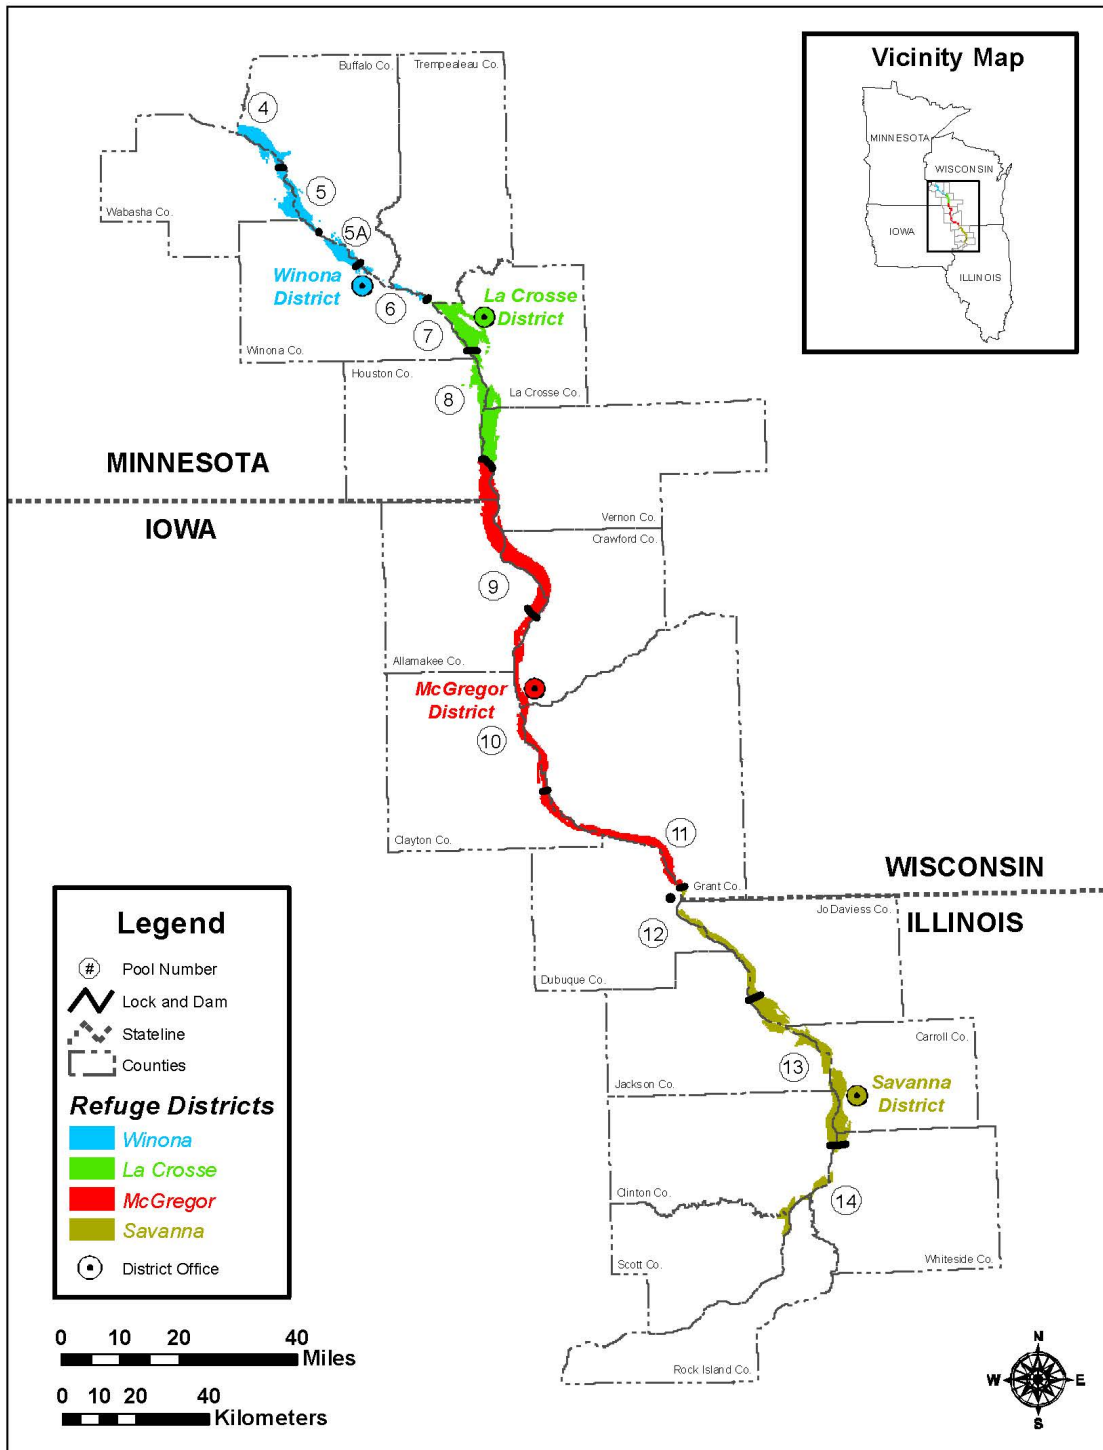 Vicinity Map
MINNESOTA
WISCONSIN
IOWA
ILLINOIS
Buffalo Co.
Trempealeau Co.
4
5
Wabasha Co.
5A
Winona
District
6
La Crosse
District
7
Winona Co.
Houston Co.
8
La Crosse Co.
MINNESOTA
IOWA
Vernon Co.
Crawford Co.
9
Allamakee Co.
McGregor
District
10
Clayton Co.
11
WISCONSIN
Grant Co.
Jo Daviess Co.
ILLINOIS
12
Dubuque Co.
Carroll Co.
13
Jackson Co.
Savanna
District
Clinton Co.
14
Scott Co.
Whiteside Co.
Rock Island Co.
Legend
# Pool Number
Lock and Dam
Stateline
Counties
Refuge Districts
Winona
La Crosse
McGregor
Savanna
District Office
0 10 20 40
Miles
0 10 20 40
Kilometers
N
W E
S